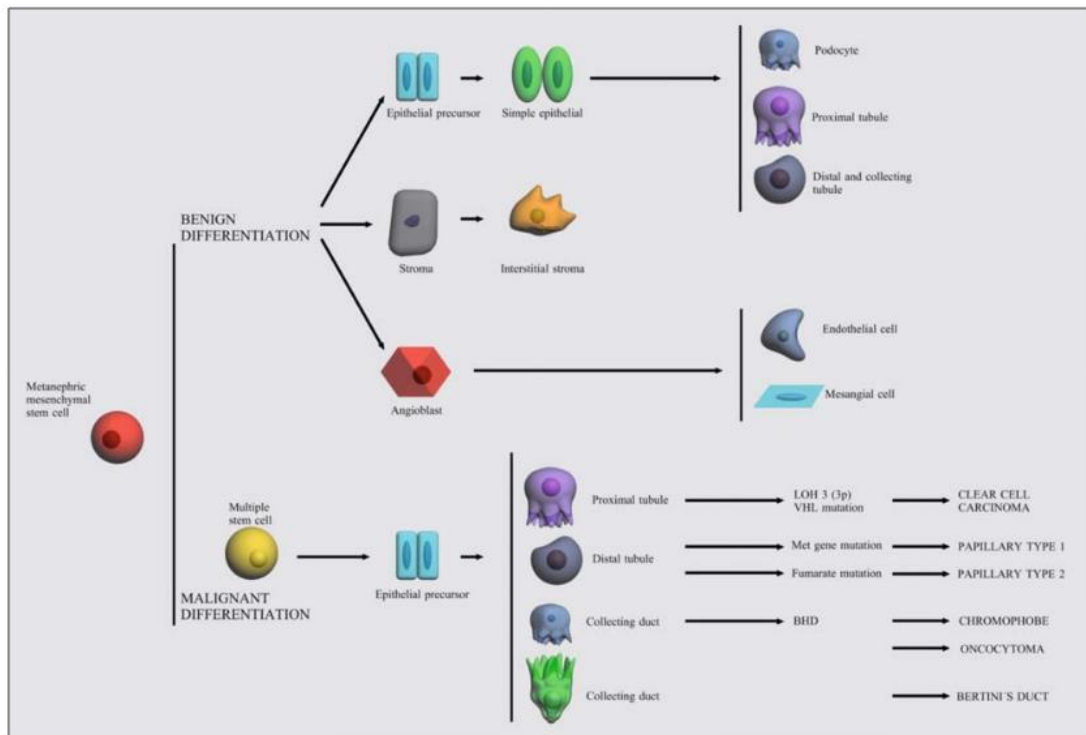 Podocyte
Epithelial precursor
Simple epithelial
Proximal tubule
Distal and collecting
tubule
BENIGN
DIFFERENTIATION
Stroma
Interstitial stroma
Endothelial cell
Angioblast
Mesangial cell
Metanephric
mesenchymal
stem cell
Multiple
stem cell
MALIGNANT
DIFFERENTIATION
Epithelial precursor
Proximal tubule
LOH 3 (3p)
VHL mutation
CLEAR CELL
CARCINOMA
Distal tubule
Met gene mutation
PAPILLARY TYPE 1
Fumarate mutation
PAPILLARY TYPE 2
Collecting duct
BHD
CHROMOPHOBE
ONCOCYTOMA
Collecting duct
BERTINI´S DUCT